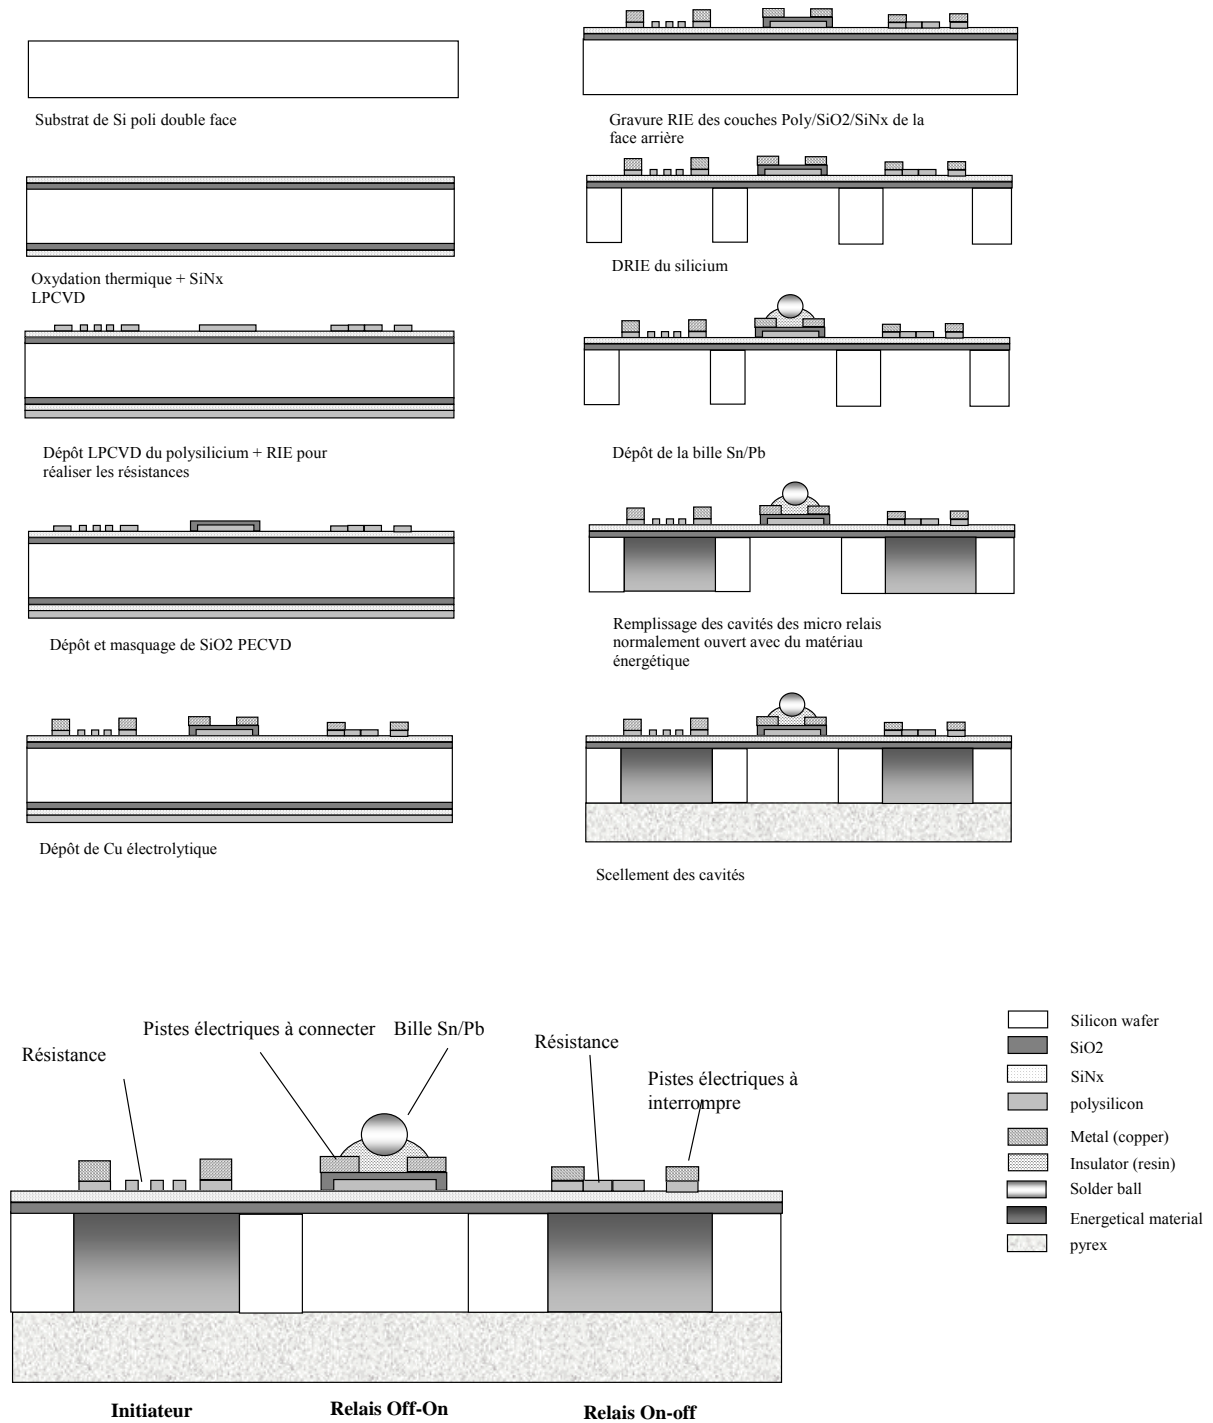 Substrat de Si poli double face
Oxydation thermique + SiNx
LPCVD
Dépôt LPCVD du polysilicium + RIE pour
réaliser les résistances
Dépôt et masquage de SiO2 PECVD
Dépôt de Cu électrolytique
Gravure RIE des couches Poly/SiO2/SiNx de la
face arrière
DRIE du silicium
Dépôt de la bille Sn/Pb
Remplissage des cavités des micro relais
normalement ouvert avec du matériau
énergétique
Scellement des cavités
Résistance
Pistes électriques à connecter
Bille Sn/Pb
Résistance
Pistes électriques à
interrompre
Initiateur
Relais Off-On
Relais On-off
Silicon wafer
SiO2
SiNx
polysilicon
Metal (copper)
Insulator (resin)
Solder ball
Energetical material
pyrex